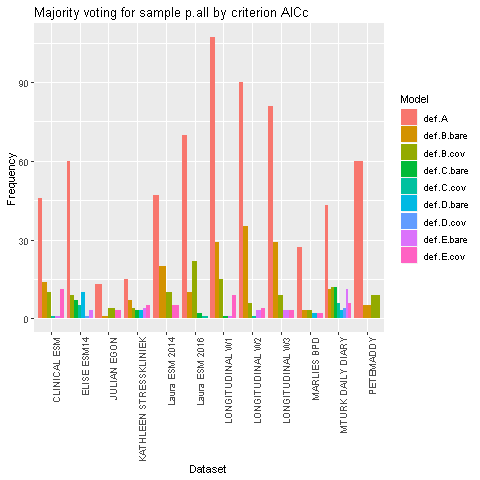 Majority voting for sample p.all by criterion AICc
Frequency
90
60
30
0
CLINICAL ESM
ELISE ESM14
JULIAN EGON
KATHLEEN STRESSKLINIEK
Laura ESM 2014
Laura ESM 2016
LONGITUDINAL W1
LONGITUDINAL W2
LONGITUDINAL W3
MARLIES BPD
MTURK DAILY DIARY
PETEMADDY
Dataset
Model
def.A
def.B.bare
def.B.cov
def.C.bare
def.C.cov
def.D.bare
def.D.cov
def.E.bare
def.E.cov